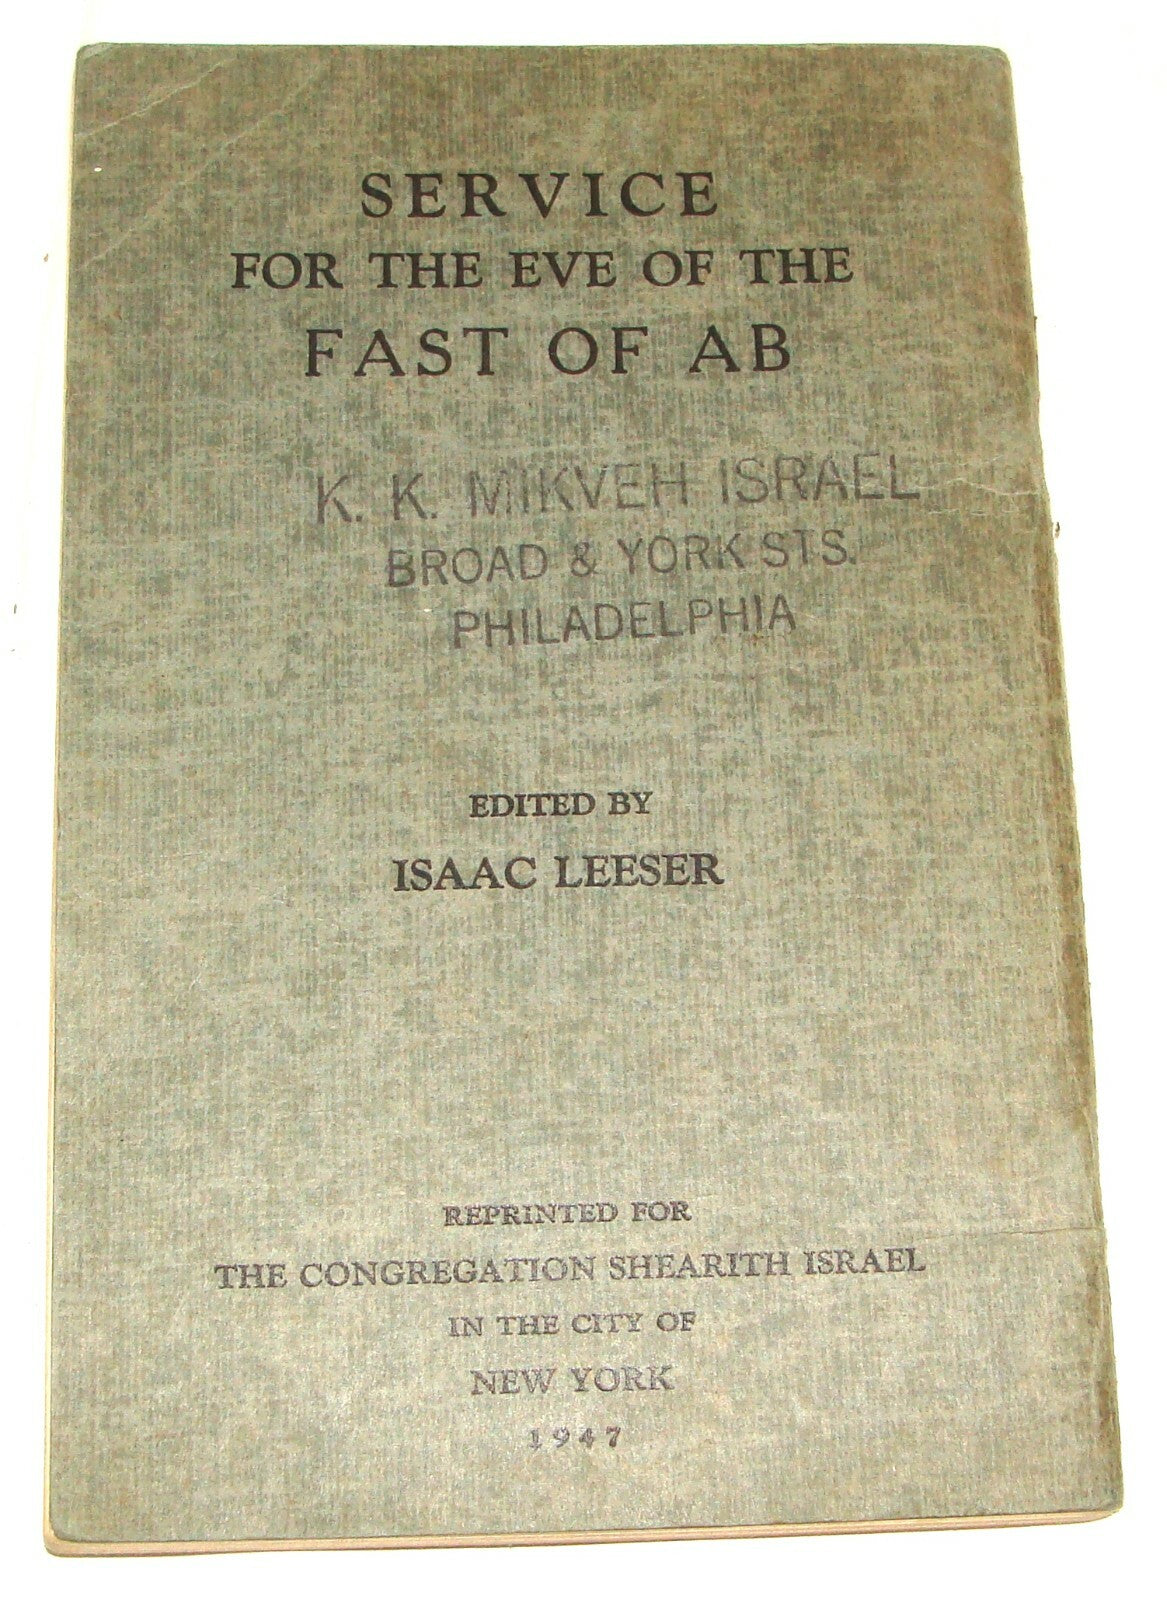 SERVICE
FOR THE EVE OF THE
FAST OF AB
K. K. MIKVEH ISRAEL
BROAD & YORK STS.
PHILADELPHIA
EDITED BY
ISAAC LEESER
REPRINTED FOR
THE CONGREGATION SHEARITH ISRAEL
IN THE CITY OF
NEW YORK
1947